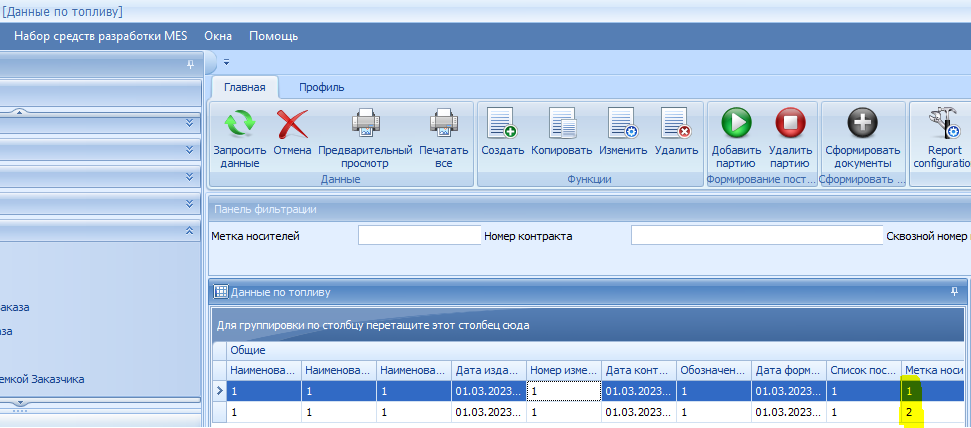 [Данные по топливу]
Набор средств разработки MES Окна Помощь
Главная Профиль
Запросить данные Отмена Предварительный просмотр Печатать все Создать Копировать Изменить Удалить Добавить партию Удалить партию Сформировать документы Report configuratio
Данные Функции Формирование пост... Сформировать ...
Панель фильтрации
Метка носителей Номер контракта Сквозной номер
аказа
за
емкой Заказчика
Данные по топливу
Для группировки по столбцу перетащите этот столбец сюда
Общие
Наименова... Наименова... Наименова... Дата изда... Номер изме... Дата конт... Обозначен... Дата форм... Список пос... Метка носи
1 1 1 01.03.2023... 1 01.03.2023... 1 01.03.2023... 1 1
1 1 1 01.03.2023... 1 01.03.2023... 1 01.03.2023... 1 2